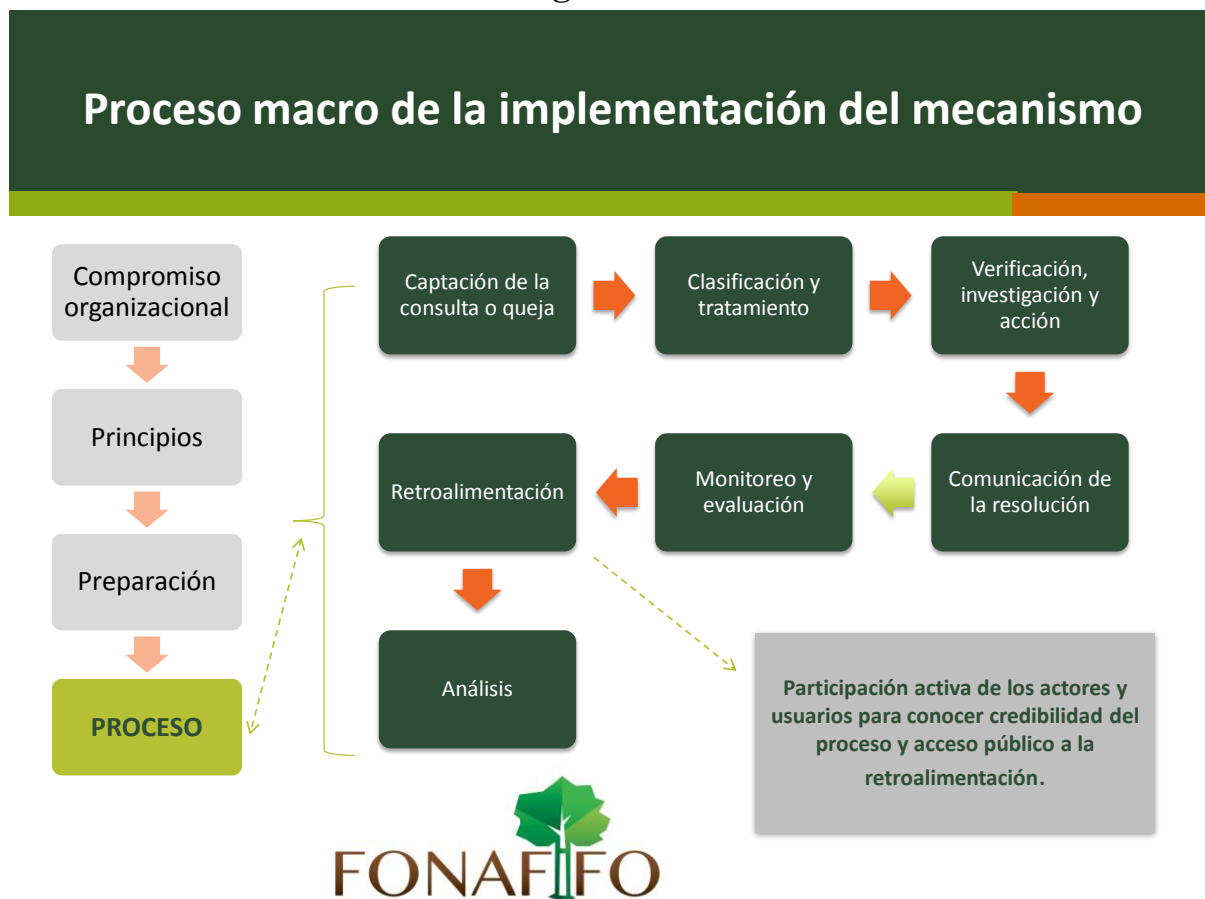 Proceso macro de la implementación del mecanismo
Compromiso
organizacional
Principios
Preparación
PROCESO
Captación de la
consulta o queja
Clasificación y
tratamiento
Verificación,
investigación y
acción
Comunicación de
la resolución
Monitoreo y
evaluación
Retroalimentación
Análisis
Participación activa de los actores y
usuarios para conocer credibilidad del
proceso y acceso público a la
retroalimentación.
FONAFIFO